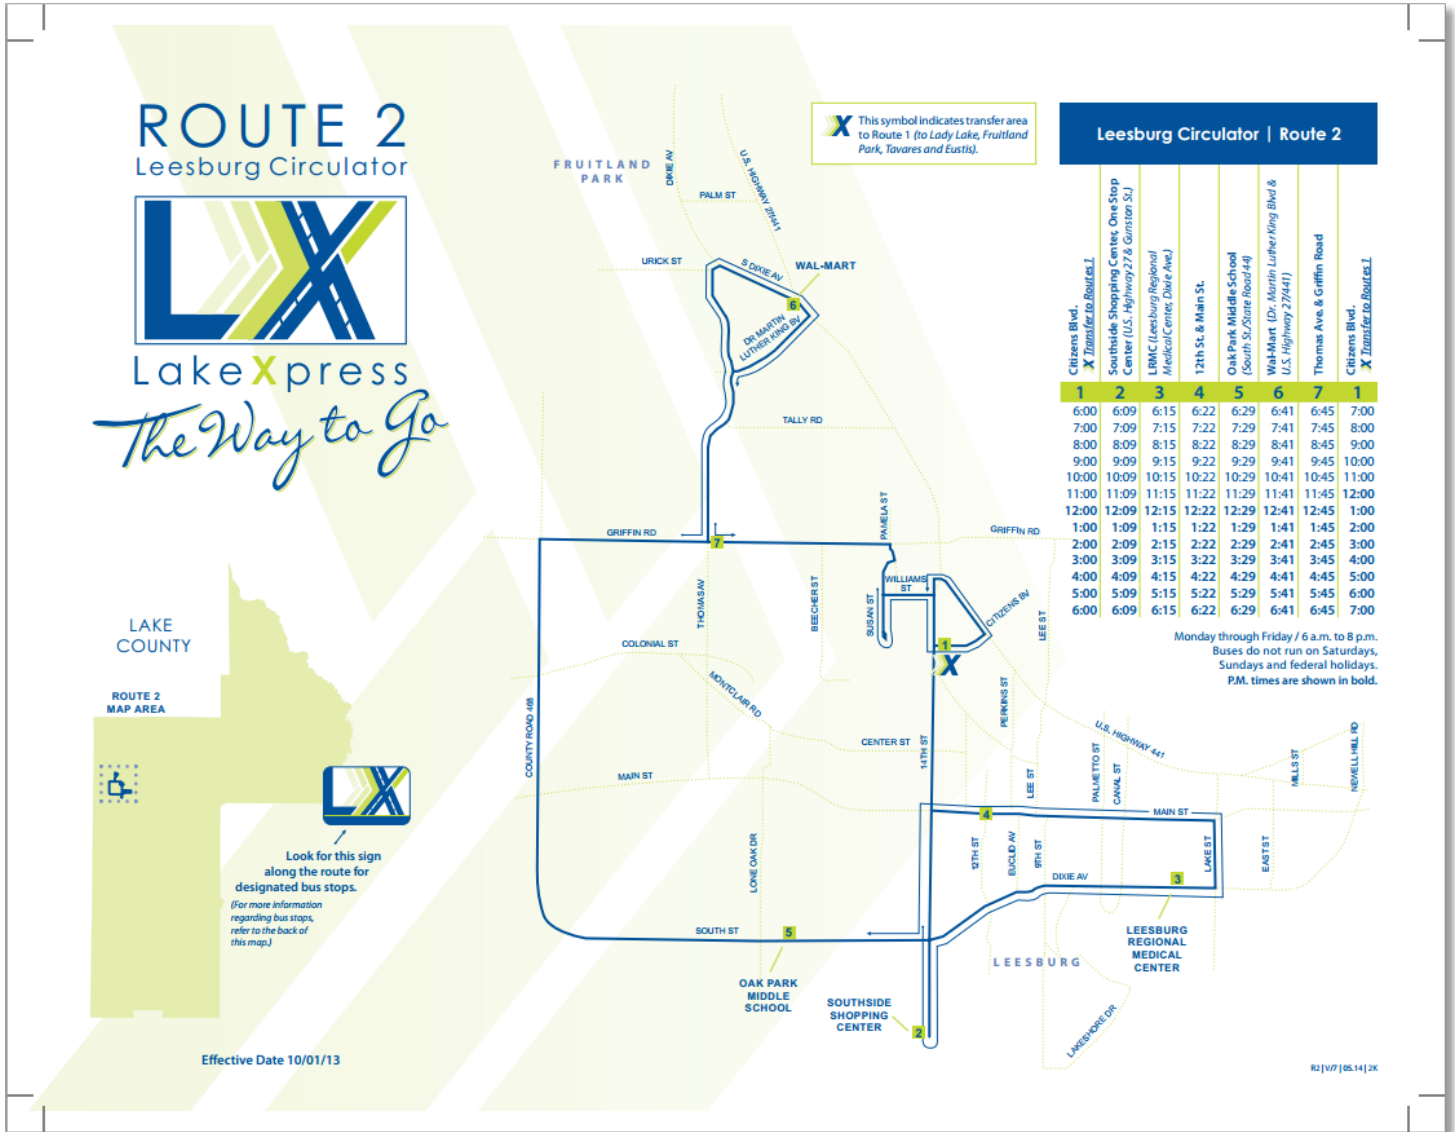 ROUTE 2
Leesburg Circulator
LX
LakeXpress
The Way to Go
This symbol indicates transfer area
to Route 1 (to Lady Lake, Fruitland
Park, Tavares and Eustis).
Leesburg Circulator | Route 2
Citizens Blvd.
X Transfer to Routes 1
Southside Shopping Center, One Stop
Center (U.S. Highway 27 & Gunston St.)
LRMC (Leesburg Regional
Medical Center, Dixie Ave.)
12th St. & Main St.
Oak Park Middle School
(South St./State Road 44)
Wal-Mart (Dr. Martin Luther King Blvd &
U.S. Highway 27/441)
Thomas Ave. & Griffin Road
Citizens Blvd.
X Transfer to Routes 1
1 2 3 4 5 6 7 1
6:00 6:09 6:15 6:22 6:29 6:41 6:45 7:00
7:00 7:09 7:15 7:22 7:29 7:41 7:45 8:00
8:00 8:09 8:15 8:22 8:29 8:41 8:45 9:00
9:00 9:09 9:15 9:22 9:29 9:41 9:45 10:00
10:00 10:09 10:15 10:22 10:29 10:41 10:45 11:00
11:00 11:09 11:15 11:22 11:29 11:41 11:45 12:00
12:00 12:09 12:15 12:22 12:29 12:41 12:45 1:00
1:00 1:09 1:15 1:22 1:29 1:41 1:45 2:00
2:00 2:09 2:15 2:22 2:29 2:41 2:45 3:00
3:00 3:09 3:15 3:22 3:29 3:41 3:45 4:00
4:00 4:09 4:15 4:22 4:29 4:41 4:45 5:00
5:00 5:09 5:15 5:22 5:29 5:41 5:45 6:00
6:00 6:09 6:15 6:22 6:29 6:41 6:45 7:00
Monday through Friday / 6 a.m. to 8 p.m.
Buses do not run on Saturdays,
Sundays and federal holidays.
P.M. times are shown in bold.
FRUITLAND
PARK
DIXIE AV
U.S. HIGHWAY 27/441
PALM ST
URICK ST
S DIXIE AV
WAL-MART
6
DR MARTIN
LUTHER KING BV
TALLY RD
PAMELA ST
GRIFFIN RD
GRIFFIN RD
7
WILLIAMS
ST
THOMAS AV
BEECHER ST
SUSAN ST
CITIZENS BV
LEE ST
1
X
COLONIAL ST
MONTCLAIR RD
PERKINS ST
COUNTY ROAD 468
CENTER ST
14TH ST
U.S. HIGHWAY 441
MAIN ST
LEE ST
PALMETTO ST
CANAL ST
MILLS ST
NEWELL HILL RD
4
MAIN ST
LONE OAK DR
12TH ST
EUCLID AV
9TH ST
DIXIE AV
3
LAKE ST
EAST ST
SOUTH ST
5
LEESBURG
REGIONAL
MEDICAL
CENTER
LEESBURG
OAK PARK
MIDDLE
SCHOOL
SOUTHSIDE
SHOPPING
CENTER
2
LAKESHORE DR
LAKE
COUNTY
ROUTE 2
MAP AREA
LX
Look for this sign
along the route for
designated bus stops.
(For more information
regarding bus stops,
refer to the back of
this map.)
Effective Date 10/01/13
R2 | V/7 | 05.14 | 2K